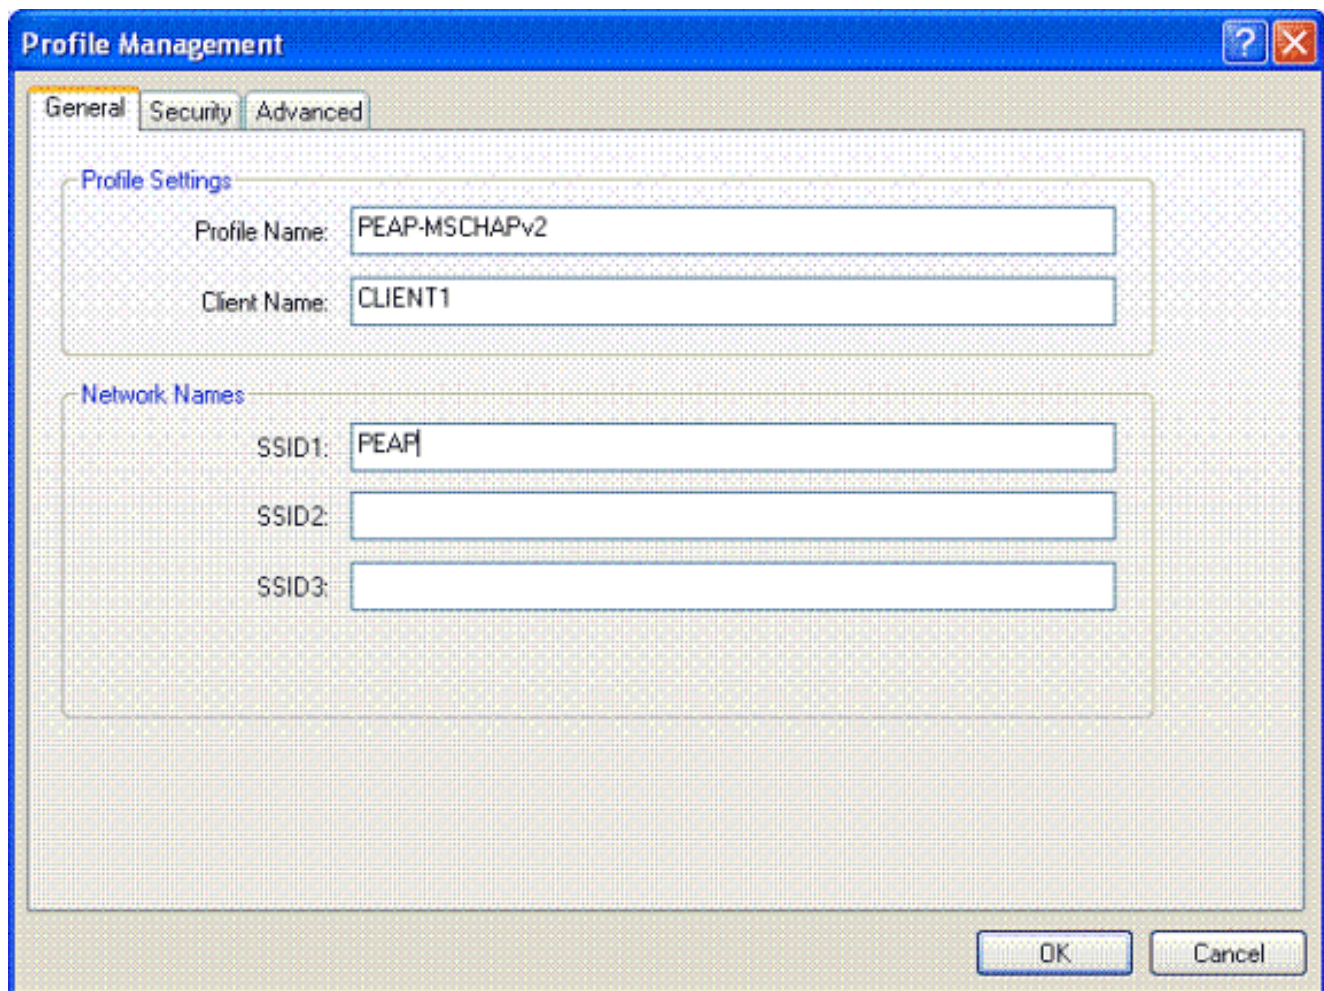 Profile Management
General Security Advanced
Profile Settings
Profile Name: PEAP-MSCHAPv2
Client Name: CLIENT1
Network Names
SSID1: PEAP
SSID2:
SSID3:
OK Cancel